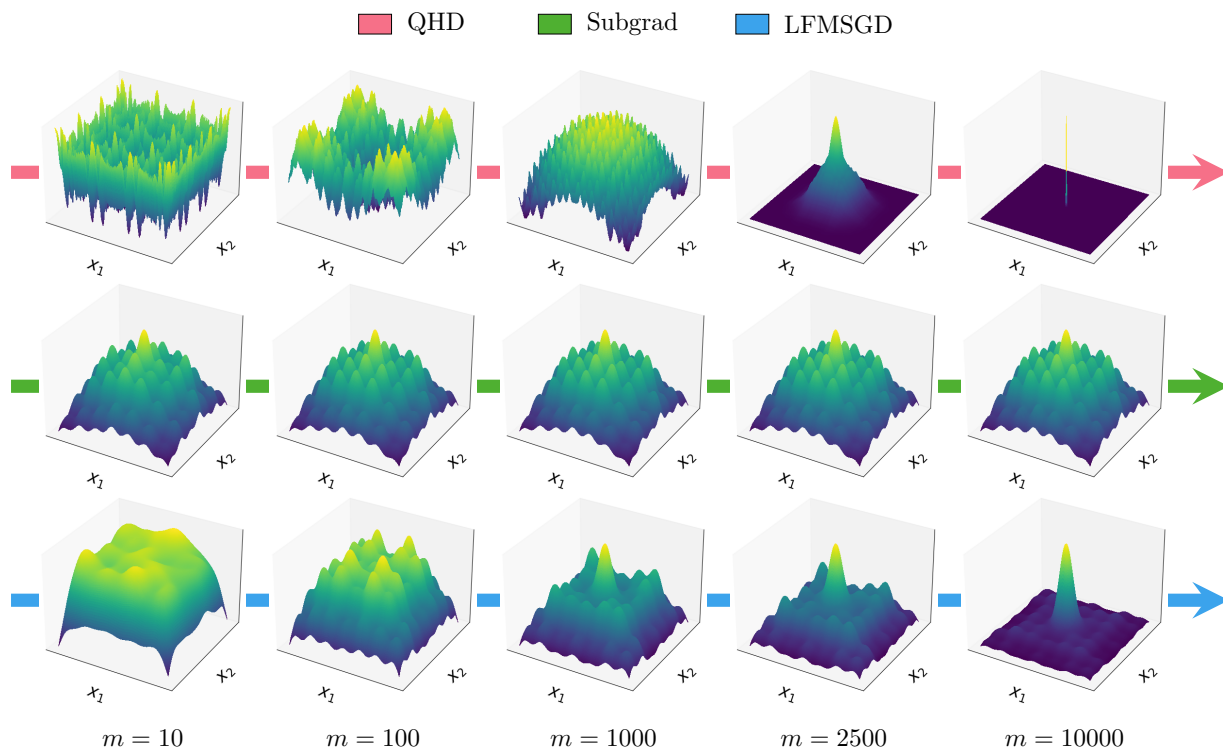 QHD Subgrad LFMSGD
x₁ x₂ x₁ x₂ x₁ x₂ x₁ x₂ x₁ x₂
x₁ x₂ x₁ x₂ x₁ x₂ x₁ x₂ x₁ x₂
x₁ x₂ x₁ x₂ x₁ x₂ x₁ x₂ x₁ x₂
m = 10 m = 100 m = 1000 m = 2500 m = 10000